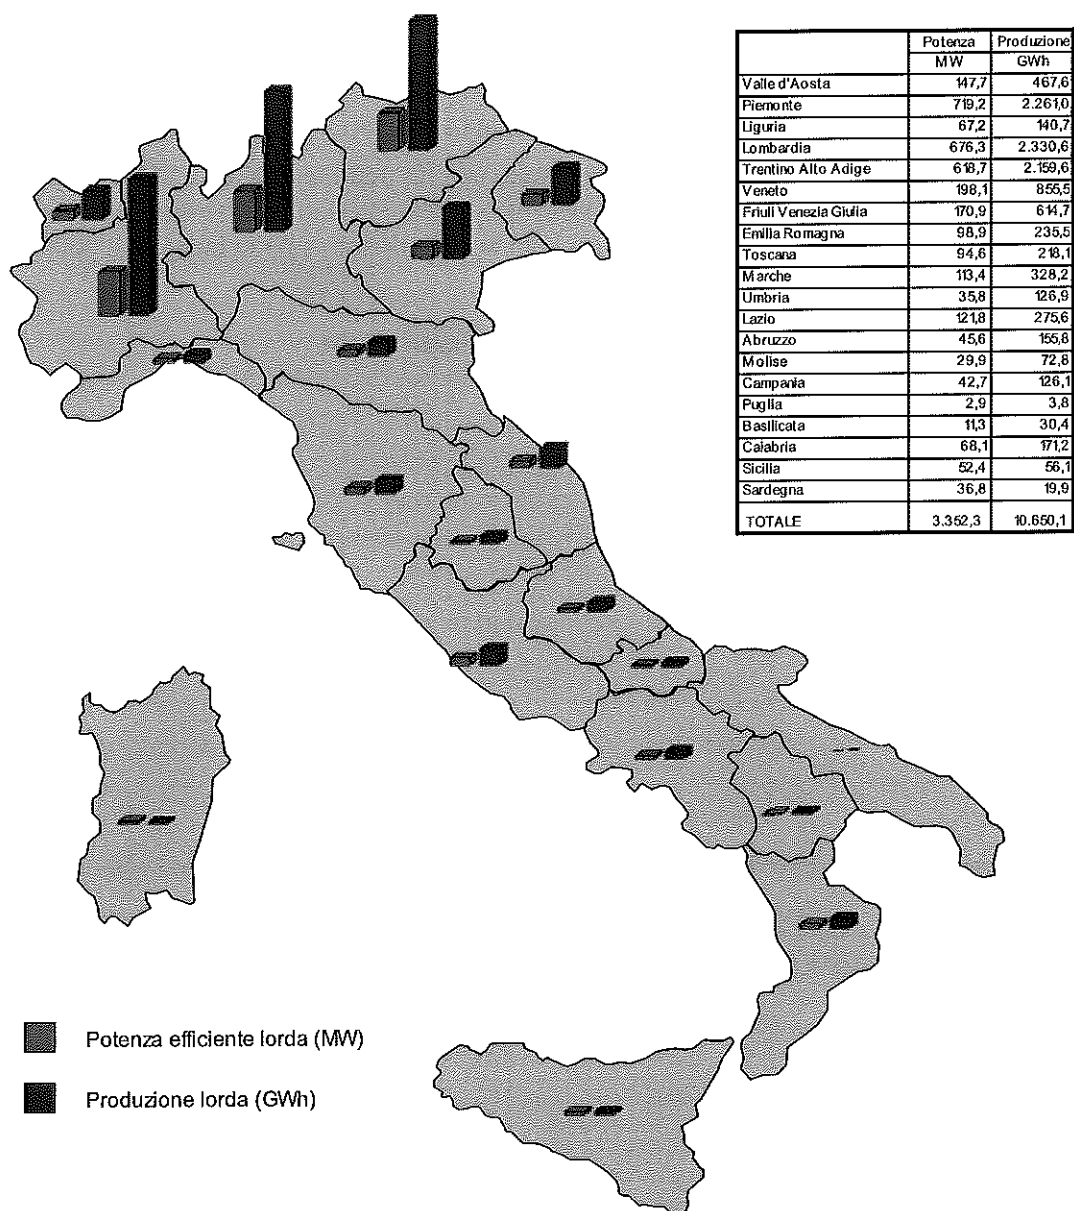 Potenza Produzione
MW GWh
Valle d'Aosta 147,7 467,6
Piemonte 719,2 2.261,0
Liguria 67,2 140,7
Lombardia 676,3 2.330,6
Trentino Alto Adige 618,7 2.159,6
Veneto 198,1 855,5
Friuli Venezia Giulia 170,9 614,7
Emilia Romagna 98,9 235,5
Toscana 94,6 218,1
Marche 113,4 328,2
Umbria 35,8 126,9
Lazio 121,8 275,6
Abruzzo 45,6 155,8
Molise 29,9 72,8
Campania 42,7 126,1
Puglia 2,9 3,8
Basilicata 11,3 30,4
Calabria 68,1 171,2
Sicilia 52,4 56,1
Sardegna 36,8 19,9
TOTALE 3.352,3 10.650,1
Potenza efficiente lorda (MW)
Produzione lorda (GWh)